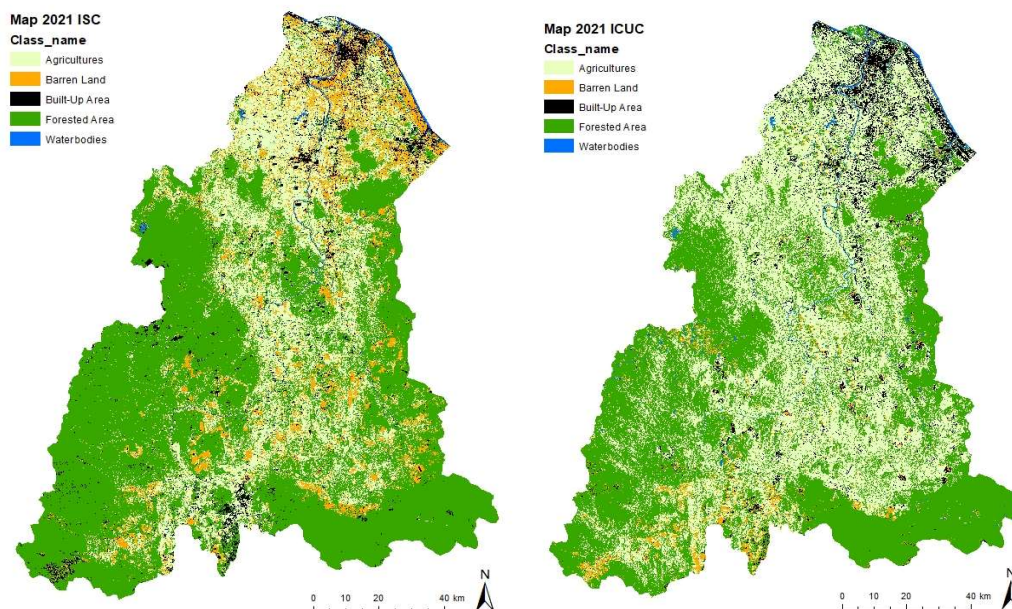 Map 2021 ISC
Class_name
Agricultures
Barren Land
Built-Up Area
Forested Area
Waterbodies
N
0 10 20 40 km
Map 2021 ICUC
Class_name
Agricultures
Barren Land
Built-Up Area
Forested Area
Waterbodies
N
0 10 20 40 km